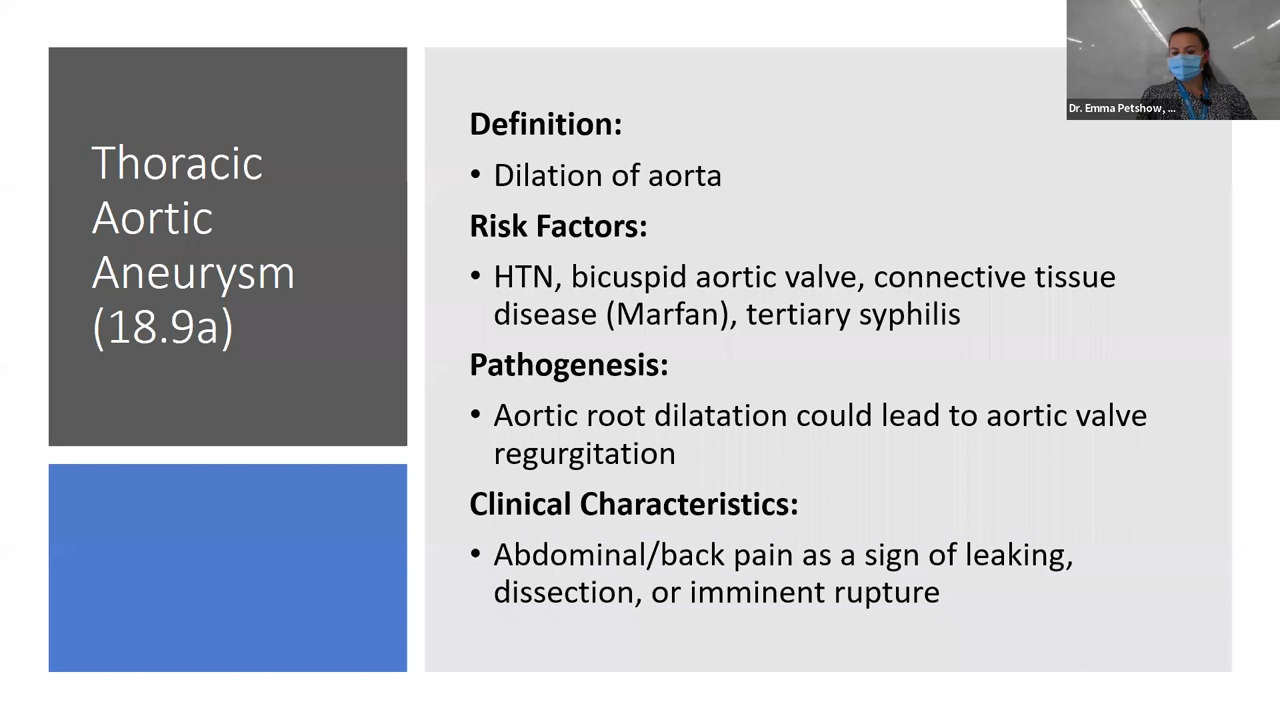 Thoracic
Aortic
Aneurysm
(18.9a)
Definition:
• Dilation of aorta
Risk Factors:
• HTN, bicuspid aortic valve, connective tissue
disease (Marfan), tertiary syphilis
Pathogenesis:
• Aortic root dilatation could lead to aortic valve
regurgitation
Clinical Characteristics:
• Abdominal/back pain as a sign of leaking,
dissection, or imminent rupture
Dr. Emma Petshow, ...